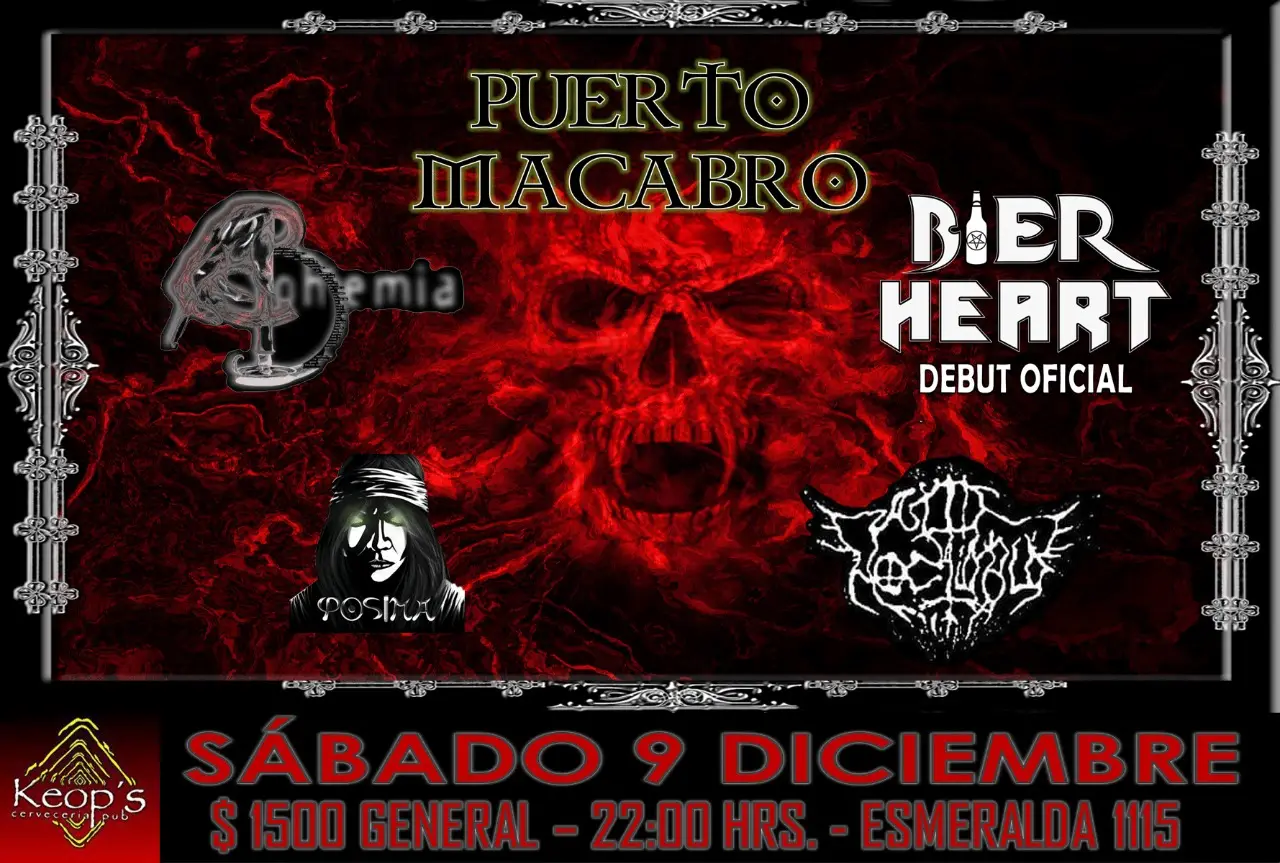 PUERTO
MACABRO
BIER
HEART
DEBUT OFICIAL
POSIMA
Keop's
cerveceria pub
SÁBADO 9 DICIEMBRE
$ 1500 GENERAL – 22:00 HRS. - ESMERALDA 1115